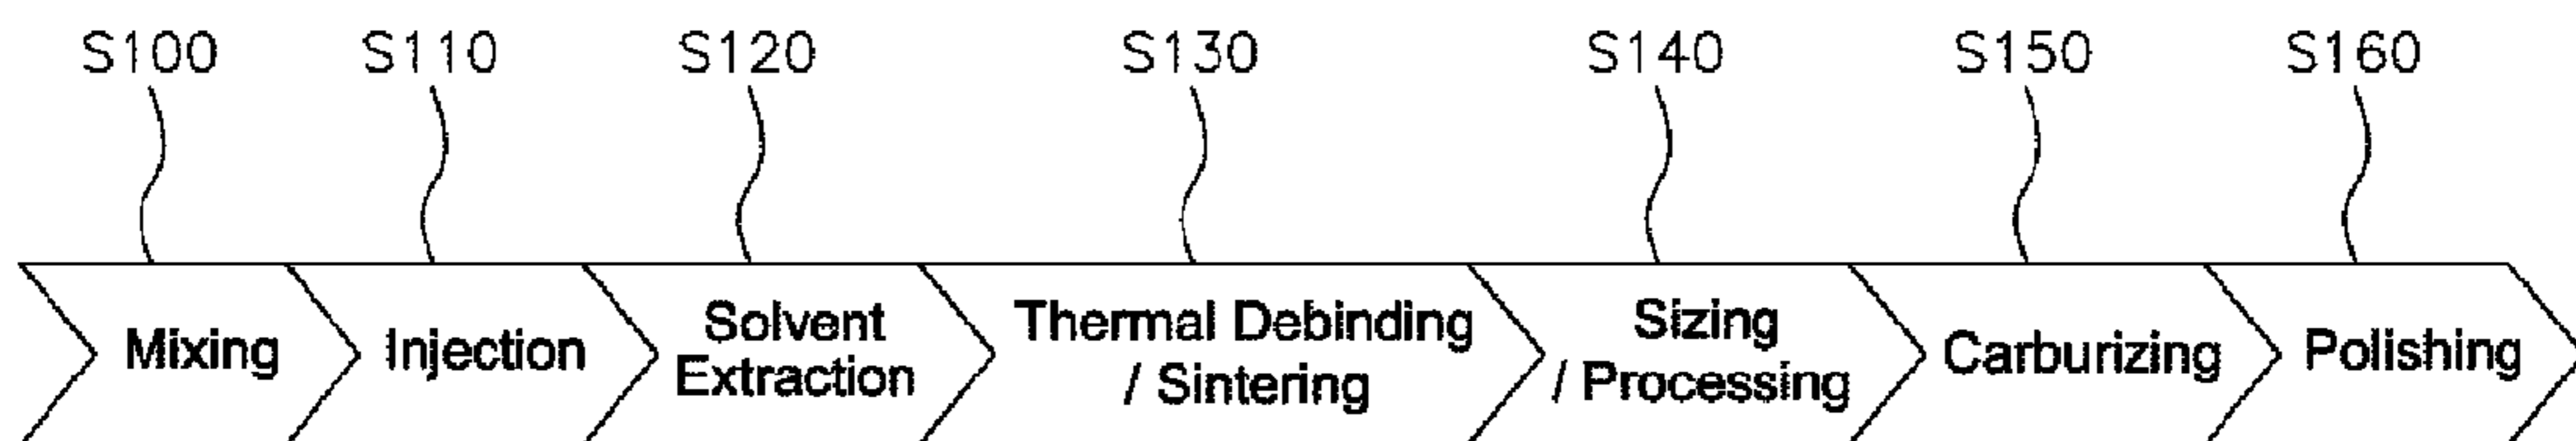 S100 S110 S120 S130 S140 S150 S160
Mixing
Injection
Solvent
Extraction
Thermal Debinding
/ Sintering
Sizing
/ Processing
Carburizing
Polishing